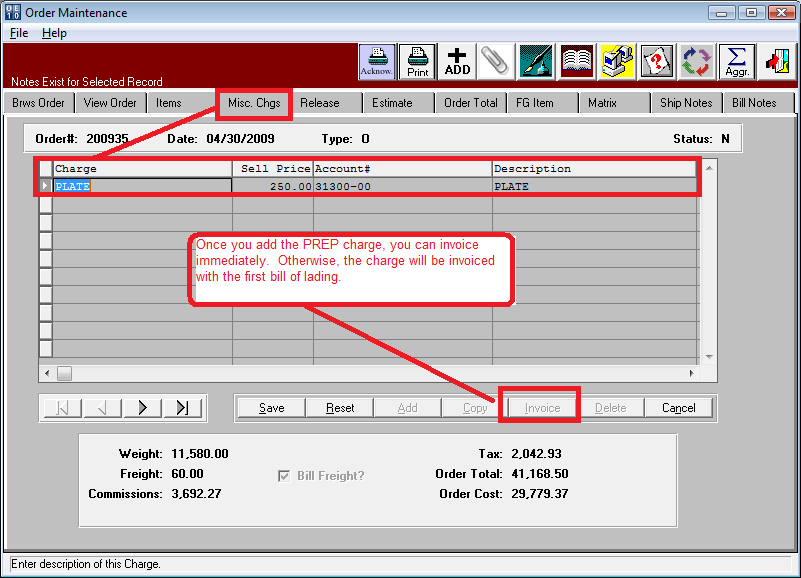 OE
10
Order Maintenance
File Help
Notes Exist for Selected Record
Acknow.
Print
ADD
Aggr.
Brws Order View Order Items Misc. Chgs Release Estimate Order Total FG Item Matrix Ship Notes Bill Notes
Order#: 200935 Date: 04/30/2009 Type: O Status: N
Charge Sell Price Account# Description
PLATE 250.00 31300-00 PLATE
Once you add the PREP charge, you can invoice
immediately. Otherwise, the charge will be invoiced
with the first bill of lading.
Save Reset Add Copy Invoice Delete Cancel
Weight: 11,580.00 Tax: 2,042.93
Freight: 60.00 Bill Freight? Order Total: 41,168.50
Commissions: 3,692.27 Order Cost: 29,779.37
Enter description of this Charge.